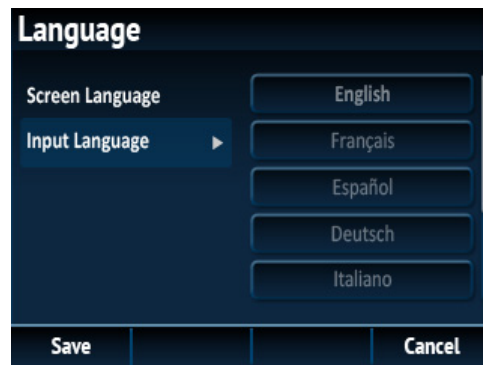 Language
Screen Language
Input Language
English
Français
Español
Deutsch
Italiano
Save
Cancel